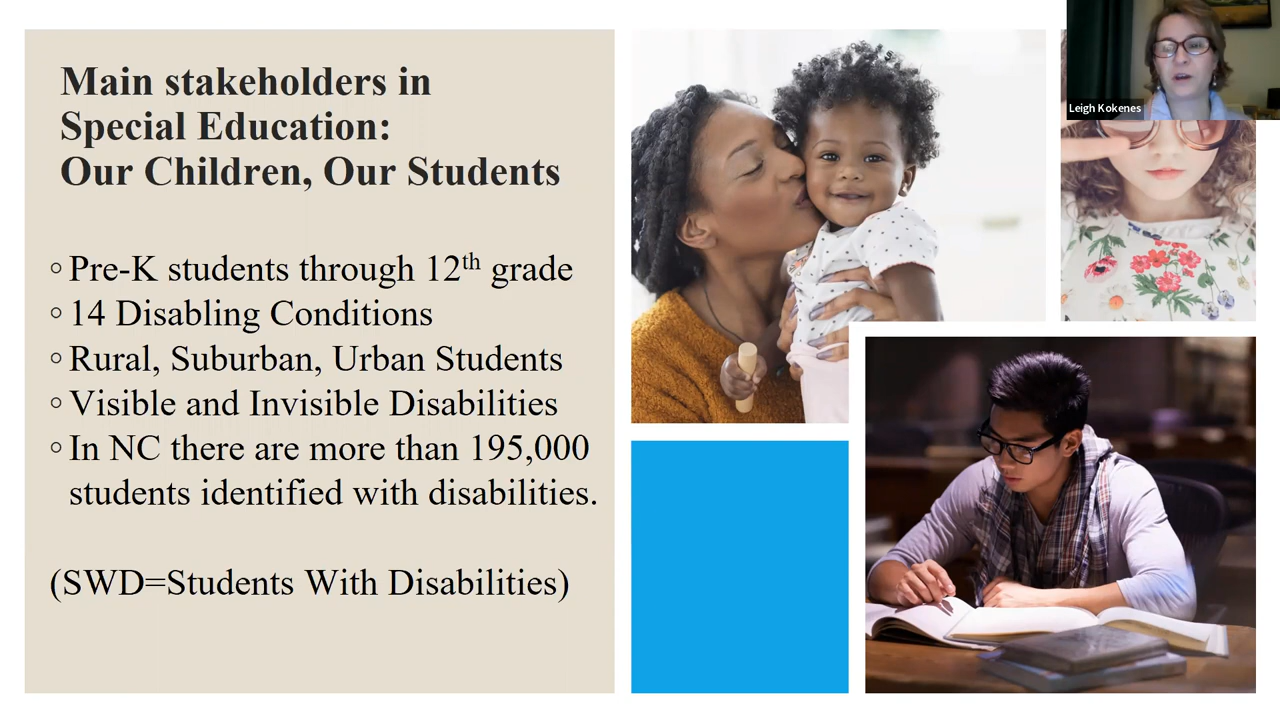 Main stakeholders in
Special Education:
Our Children, Our Students
◦ Pre-K students through 12th grade
◦ 14 Disabling Conditions
◦ Rural, Suburban, Urban Students
◦ Visible and Invisible Disabilities
◦ In NC there are more than 195,000
students identified with disabilities.
(SWD=Students With Disabilities)
Leigh Kokenes